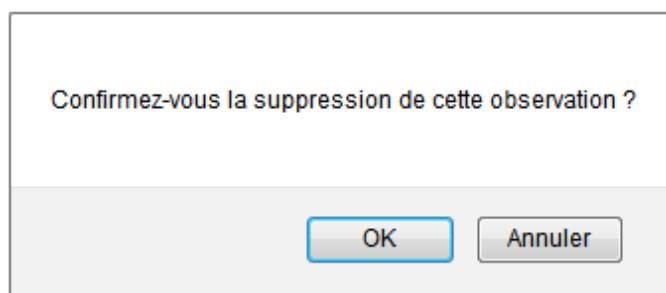 Confirmez-vous la suppression de cette observation ?
OK
Annuler